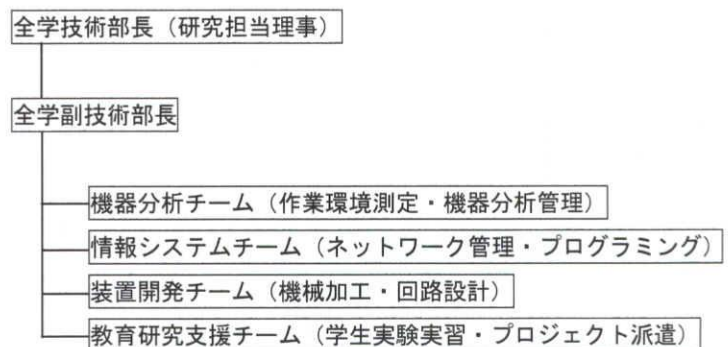 全学技術部長（研究担当理事）
全学副技術部長
機器分析チーム（作業環境測定・機器分析管理）
情報システムチーム（ネットワーク管理・プログラミング）
装置開発チーム（機械加工・回路設計）
教育研究支援チーム（学生実験実習・プロジェクト派遣）